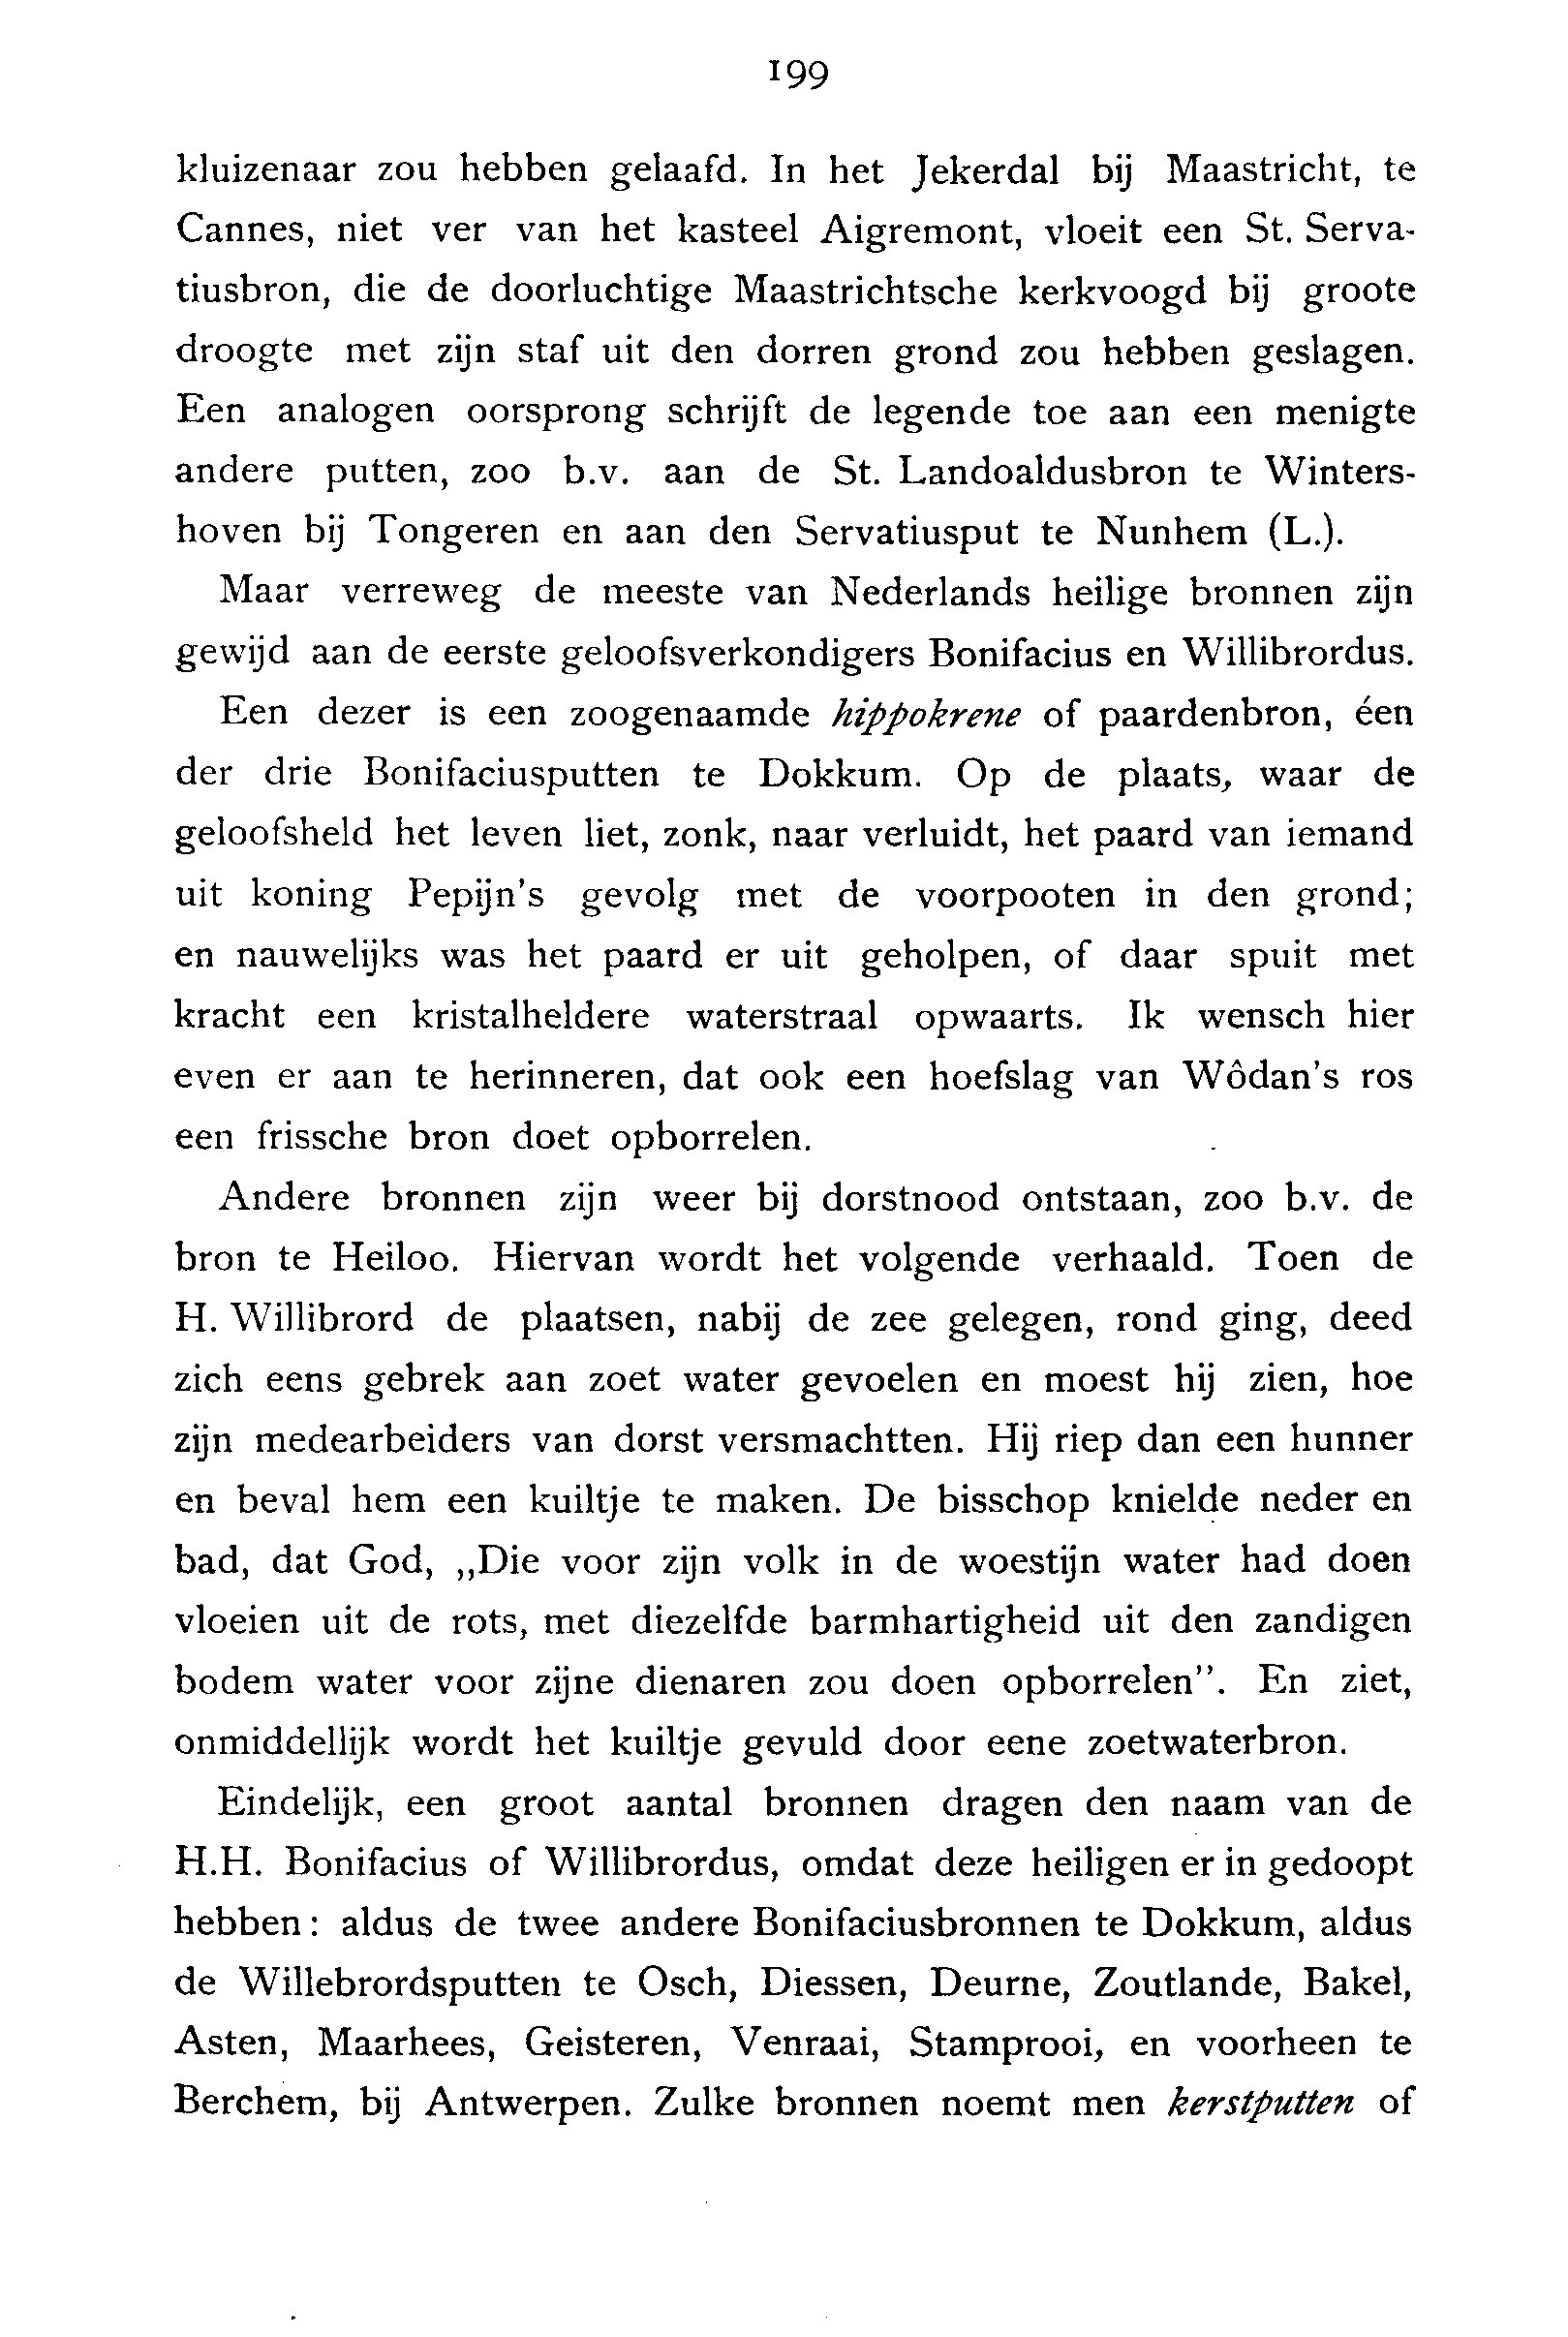 199
kluizenaar zou hebben gelaafd. In het Jekerdal bij Maastricht, te
Cannes, niet ver van het kasteel Aigremont, vloeit een St. Serva-
tiusbron, die de doorluchtige Maastrichtsche kerkvoogd bij groote
droogte met zijn staf uit den dorren grond zou hebben geslagen.
Een analogen oorsprong schrijft de legende toe aan een menigte
andere putten, zoo b.v. aan de St. Landoaldusbron te Winters-
hoven bij Tongeren en aan den Servatiusput te Nunhem (L.).
Maar verreweg de meeste van Nederlands heilige bronnen zijn
gewijd aan de eerste geloofsverkondigers Bonifacius en Willibrordus.
Een dezer is een zoogenaamde hippokrene of paardenbron, éen
der drie Bonifaciusputten te Dokkum. Op de plaats, waar de
geloofsheld het leven liet, zonk, naar verluidt, het paard van iemand
uit koning Pepijn's gevolg met de voorpooten in den grond;
en nauwelijks was het paard er uit geholpen, of daar spuit met
kracht een kristalheldere waterstraal opwaarts. Ik wensch hier
even er aan te herinneren, dat ook een hoefslag van Wôdan's ros
een frissche bron doet opborrelen.
Andere bronnen zijn weer bij dorstnood ontstaan, zoo b.v. de
bron te Heiloo. Hiervan wordt het volgende verhaald. Toen de
H. Willibrord de plaatsen, nabij de zee gelegen, rond ging, deed
zich eens gebrek aan zoet water gevoelen en moest hij zien, hoe
zijn medearbeiders van dorst versmachtten. Hij riep dan een hunner
en beval hem een kuiltje te maken. De bisschop knielde neder en
bad, dat God, „Die voor zijn volk in de woestijn water had doen
vloeien uit de rots, met diezelfde barmhartigheid uit den zandigen
bodem water voor zijne dienaren zou doen opborrelen”. En ziet,
onmiddellijk wordt het kuiltje gevuld door eene zoetwaterbron.
Eindelijk, een groot aantal bronnen dragen den naam van de
H.H. Bonifacius of Willibrordus, omdat deze heiligen er in gedoopt
hebben: aldus de twee andere Bonifaciusbronnen te Dokkum, aldus
de Willebrordsputten te Osch, Diessen, Deurne, Zoutlande, Bakel,
Asten, Maarhees, Geisteren, Venraai, Stamprooi, en voorheen te
Berchem, bij Antwerpen. Zulke bronnen noemt men kerstputten of